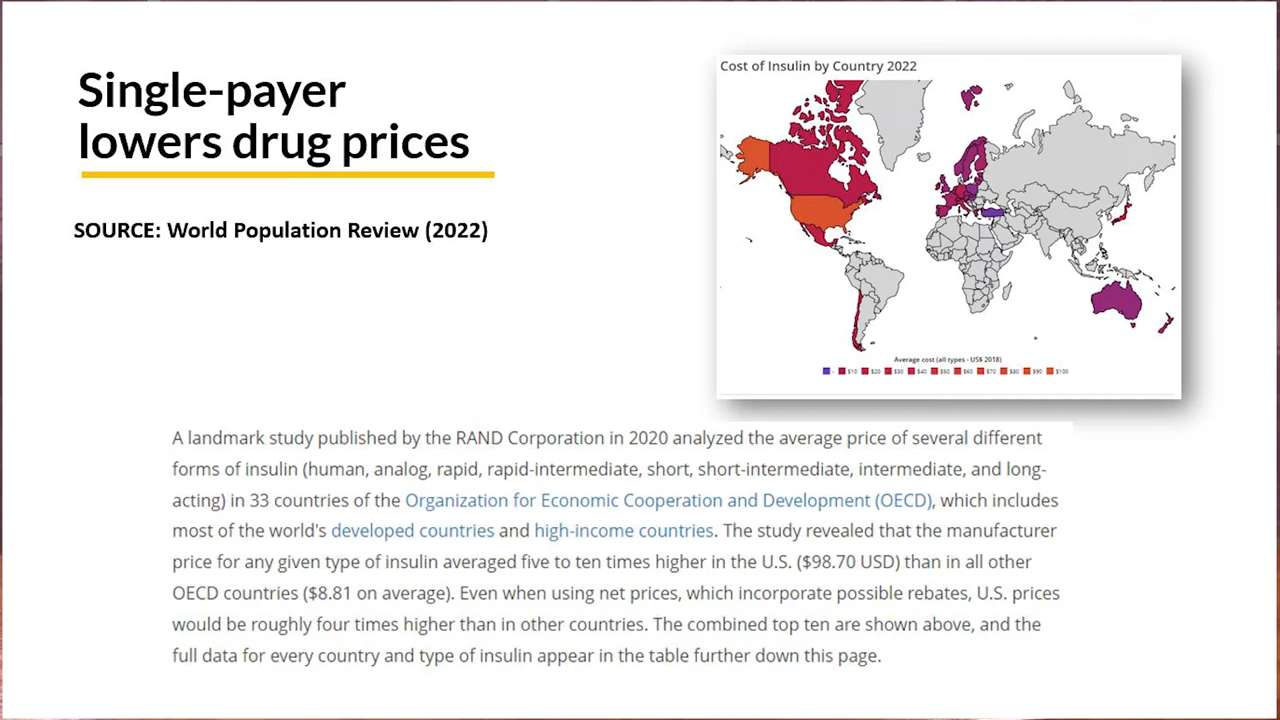 Single-payer
lowers drug prices
SOURCE: World Population Review (2022)
Cost of Insulin by Country 2022
Average cost (all types - US$ 2018)
- $10 $20 $30 $40 $50 $60 $70 $80 $90 $100
A landmark study published by the RAND Corporation in 2020 analyzed the average price of several different
forms of insulin (human, analog, rapid, rapid-intermediate, short, short-intermediate, intermediate, and long-
acting) in 33 countries of the Organization for Economic Cooperation and Development (OECD), which includes
most of the world's developed countries and high-income countries. The study revealed that the manufacturer
price for any given type of insulin averaged five to ten times higher in the U.S. ($98.70 USD) than in all other
OECD countries ($8.81 on average). Even when using net prices, which incorporate possible rebates, U.S. prices
would be roughly four times higher than in other countries. The combined top ten are shown above, and the
full data for every country and type of insulin appear in the table further down this page.